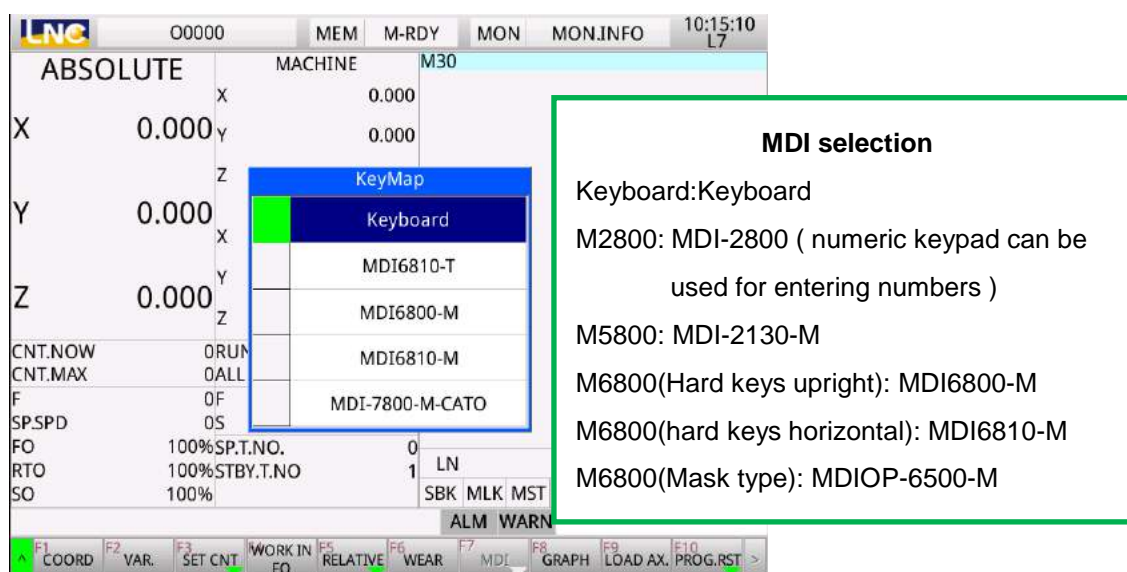 LNC O0000 MEM M-RDY MON MON.INFO 10:15:10
L7
ABSOLUTE MACHINE M30
X 0.000
X 0.000 Y 0.000
Z
Y 0.000
X
Y
Z 0.000
Z
CNT.NOW 0 RUN
CNT.MAX 0 ALL
F 0 F
SP.SPD 0 S
FO 100% SP.T.NO. 0
RTO 100% STBY.T.NO 1 LN
SO 100% SBK MLK MST
ALM WARN
KeyMap
Keyboard
MDI6810-T
MDI6800-M
MDI6810-M
MDI-7800-M-CATO
MDI selection
Keyboard:Keyboard
M2800: MDI-2800 ( numeric keypad can be
used for entering numbers )
M5800: MDI-2130-M
M6800(Hard keys upright): MDI6800-M
M6800(hard keys horizontal): MDI6810-M
M6800(Mask type): MDIOP-6500-M
^ F1 COORD F2 VAR. F3 SET CNT WORK IN FO F5 RELATIVE F6 WEAR F7 MDI F8 GRAPH F9 LOAD AX. F10 PROG.RST >